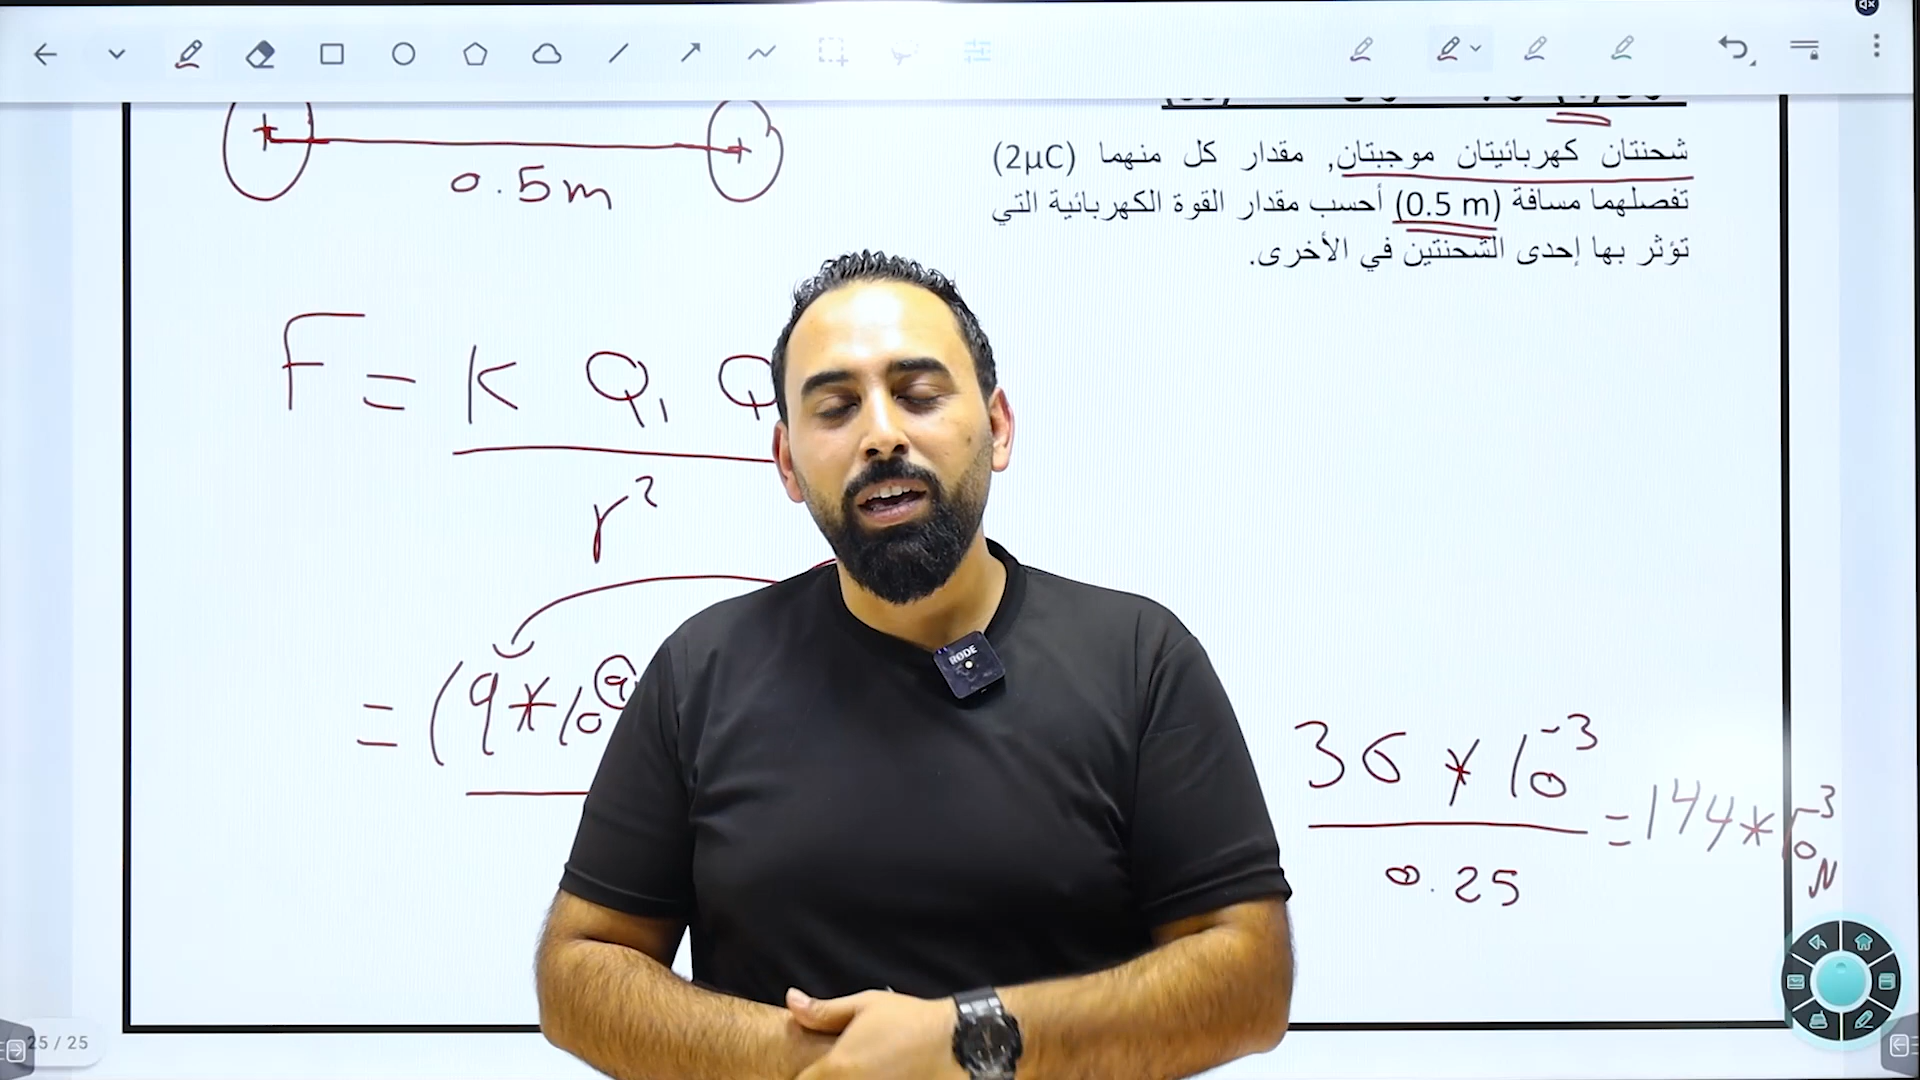 شحنتان كهربائيتان موجبتان, مقدار كل منهما (2μC)
تفصلهما مسافة (0.5 m) أحسب مقدار القوة الكهربائية التي
تؤثر بها إحدى الشحنتين في الأخرى.
+ +
0.5m
F = K Q₁ Q
r²
= (9*10⁹
36 * 10⁻³
0.25
= 144 * 10⁻³ N
RODE
25 / 25